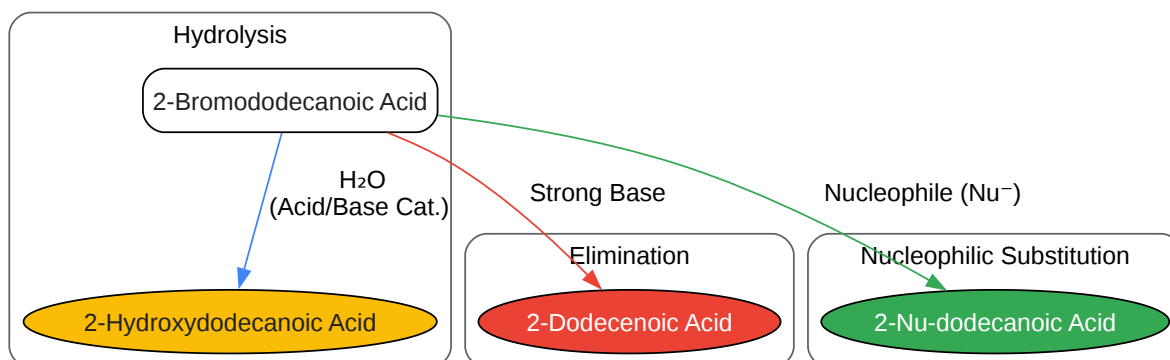 Hydrolysis
2-Bromododecanoic Acid
H₂O
(Acid/Base Cat.)
Strong Base
Nucleophile (Nu⁻)
Elimination
Nucleophilic Substitution
2-Hydroxydodecanoic Acid
2-Dodecenoic Acid
2-Nu-dodecanoic Acid